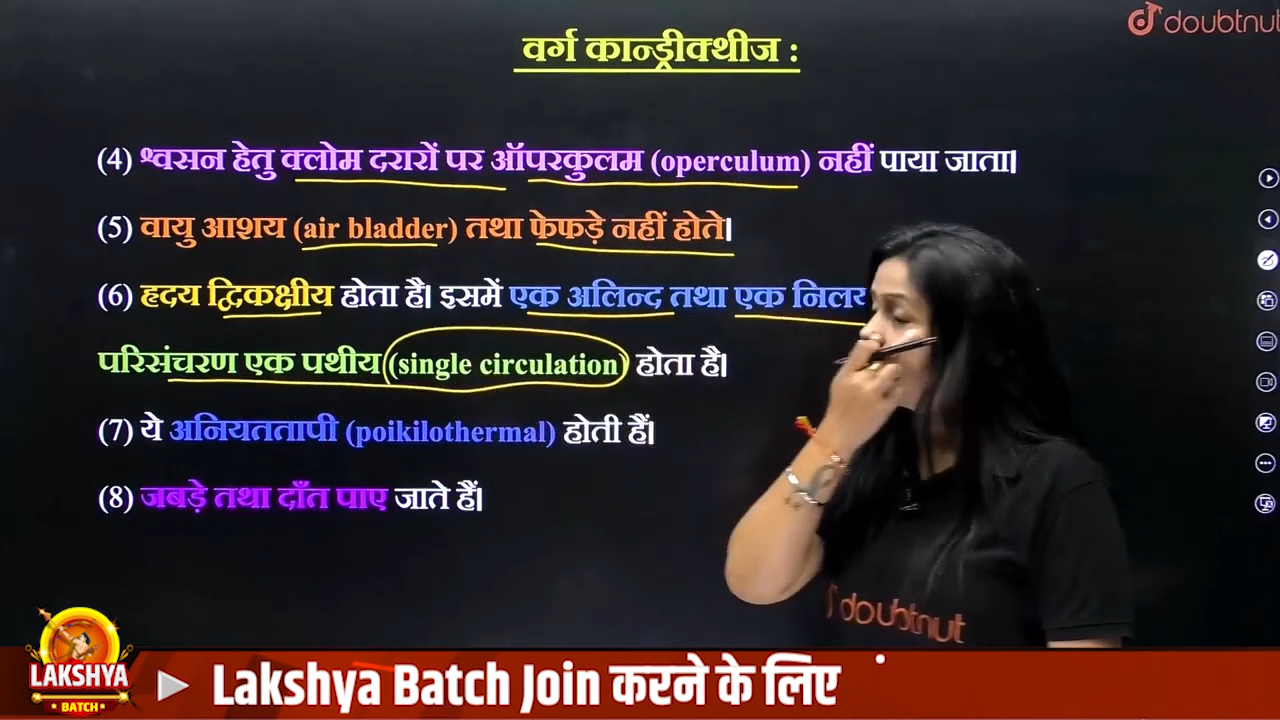 doubtnut
वर्ग कान्ड्रीक्थीज :
(4) श्वसन हेतु क्लोम दरारों पर ऑपरकुलम (operculum) नहीं पाया जाता।
(5) वायु आशय (air bladder) तथा फेफड़े नहीं होते।
(6) हृदय द्विकक्षीय होता है। इसमें एक अलिन्द तथा एक
परिसंचरण एक पथीय (single circulation) होता है।
(7) ये अनियततापी (poikilothermal) होती हैं।
(8) जबड़े तथा दाँत पाए जाते हैं।
doubtnut
LAKSHYA
BATCH
Lakshya Batch Join करने के लिए